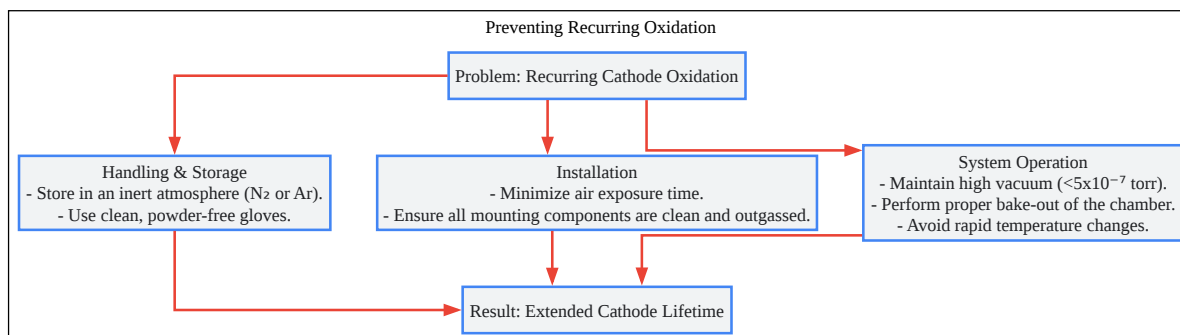 Preventing Recurring Oxidation
Problem: Recurring Cathode Oxidation
Handling & Storage
- Store in an inert atmosphere (N₂ or Ar).
- Use clean, powder-free gloves.
Installation
- Minimize air exposure time.
- Ensure all mounting components are clean and outgassed.
System Operation
- Maintain high vacuum (<5x10⁻⁷ torr).
- Perform proper bake-out of the chamber.
- Avoid rapid temperature changes.
Result: Extended Cathode Lifetime